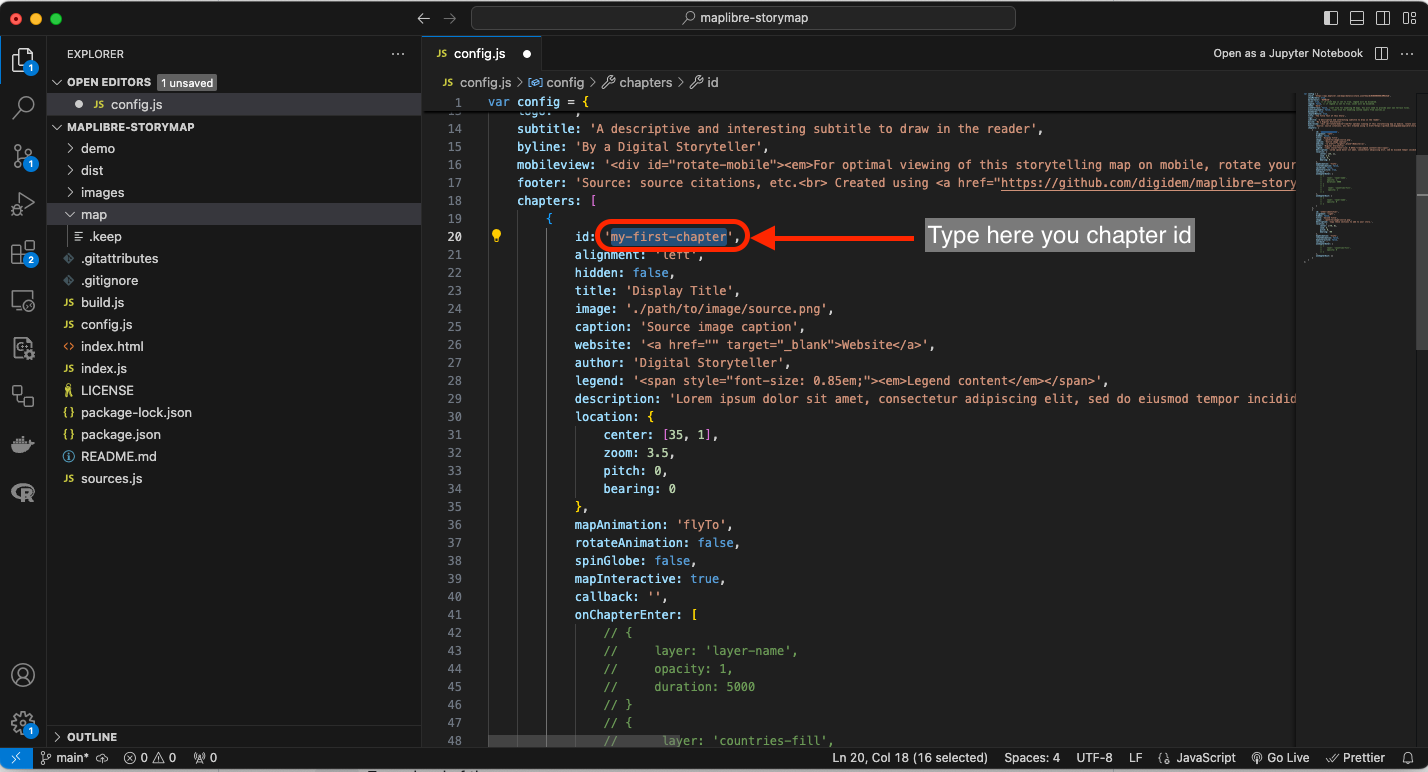 maplibre-storymap
EXPLORER
OPEN EDITORS 1 unsaved
JS config.js
MAPLIBRE-STORYMAP
demo
dist
images
map
.keep
.gitattributes
.gitignore
JS build.js
JS config.js
<> index.html
JS index.js
LICENSE
{} package-lock.json
{} package.json
README.md
JS sources.js
OUTLINE
1
1
2
1
JS config.js
Open as a Jupyter Notebook
JS config.js > config > chapters > id
1 var config = {
14 subtitle: 'A descriptive and interesting subtitle to draw in the reader',
15 byline: 'By a Digital Storyteller',
16 mobileview: '<div id="rotate-mobile"><em>For optimal viewing of this storytelling map on mobile, rotate your
17 footer: 'Source: source citations, etc.<br> Created using <a href="https://github.com/digidem/maplibre-story
18 chapters: [
19 {
20 id: 'my-first-chapter',
Type here you chapter id
21 alignment: 'left',
22 hidden: false,
23 title: 'Display Title',
24 image: './path/to/image/source.png',
25 caption: 'Source image caption',
26 website: '<a href="" target="_blank">Website</a>',
27 author: 'Digital Storyteller',
28 legend: '<span style="font-size: 0.85em;"><em>Legend content</em></span>',
29 description: 'Lorem ipsum dolor sit amet, consectetur adipiscing elit, sed do eiusmod tempor incidid
30 location: {
31 center: [35, 1],
32 zoom: 3.5,
33 pitch: 0,
34 bearing: 0
35 },
36 mapAnimation: 'flyTo',
37 rotateAnimation: false,
38 spinGlobe: false,
39 mapInteractive: true,
40 callback: '',
41 onChapterEnter: [
42 // {
43 // layer: 'layer-name',
44 // opacity: 1,
45 // duration: 5000
46 // }
47 // {
48 // layer: 'countries-fill',
main* 0 0 0
Ln 20, Col 18 (16 selected) Spaces: 4 UTF-8 LF {} JavaScript Go Live Prettier